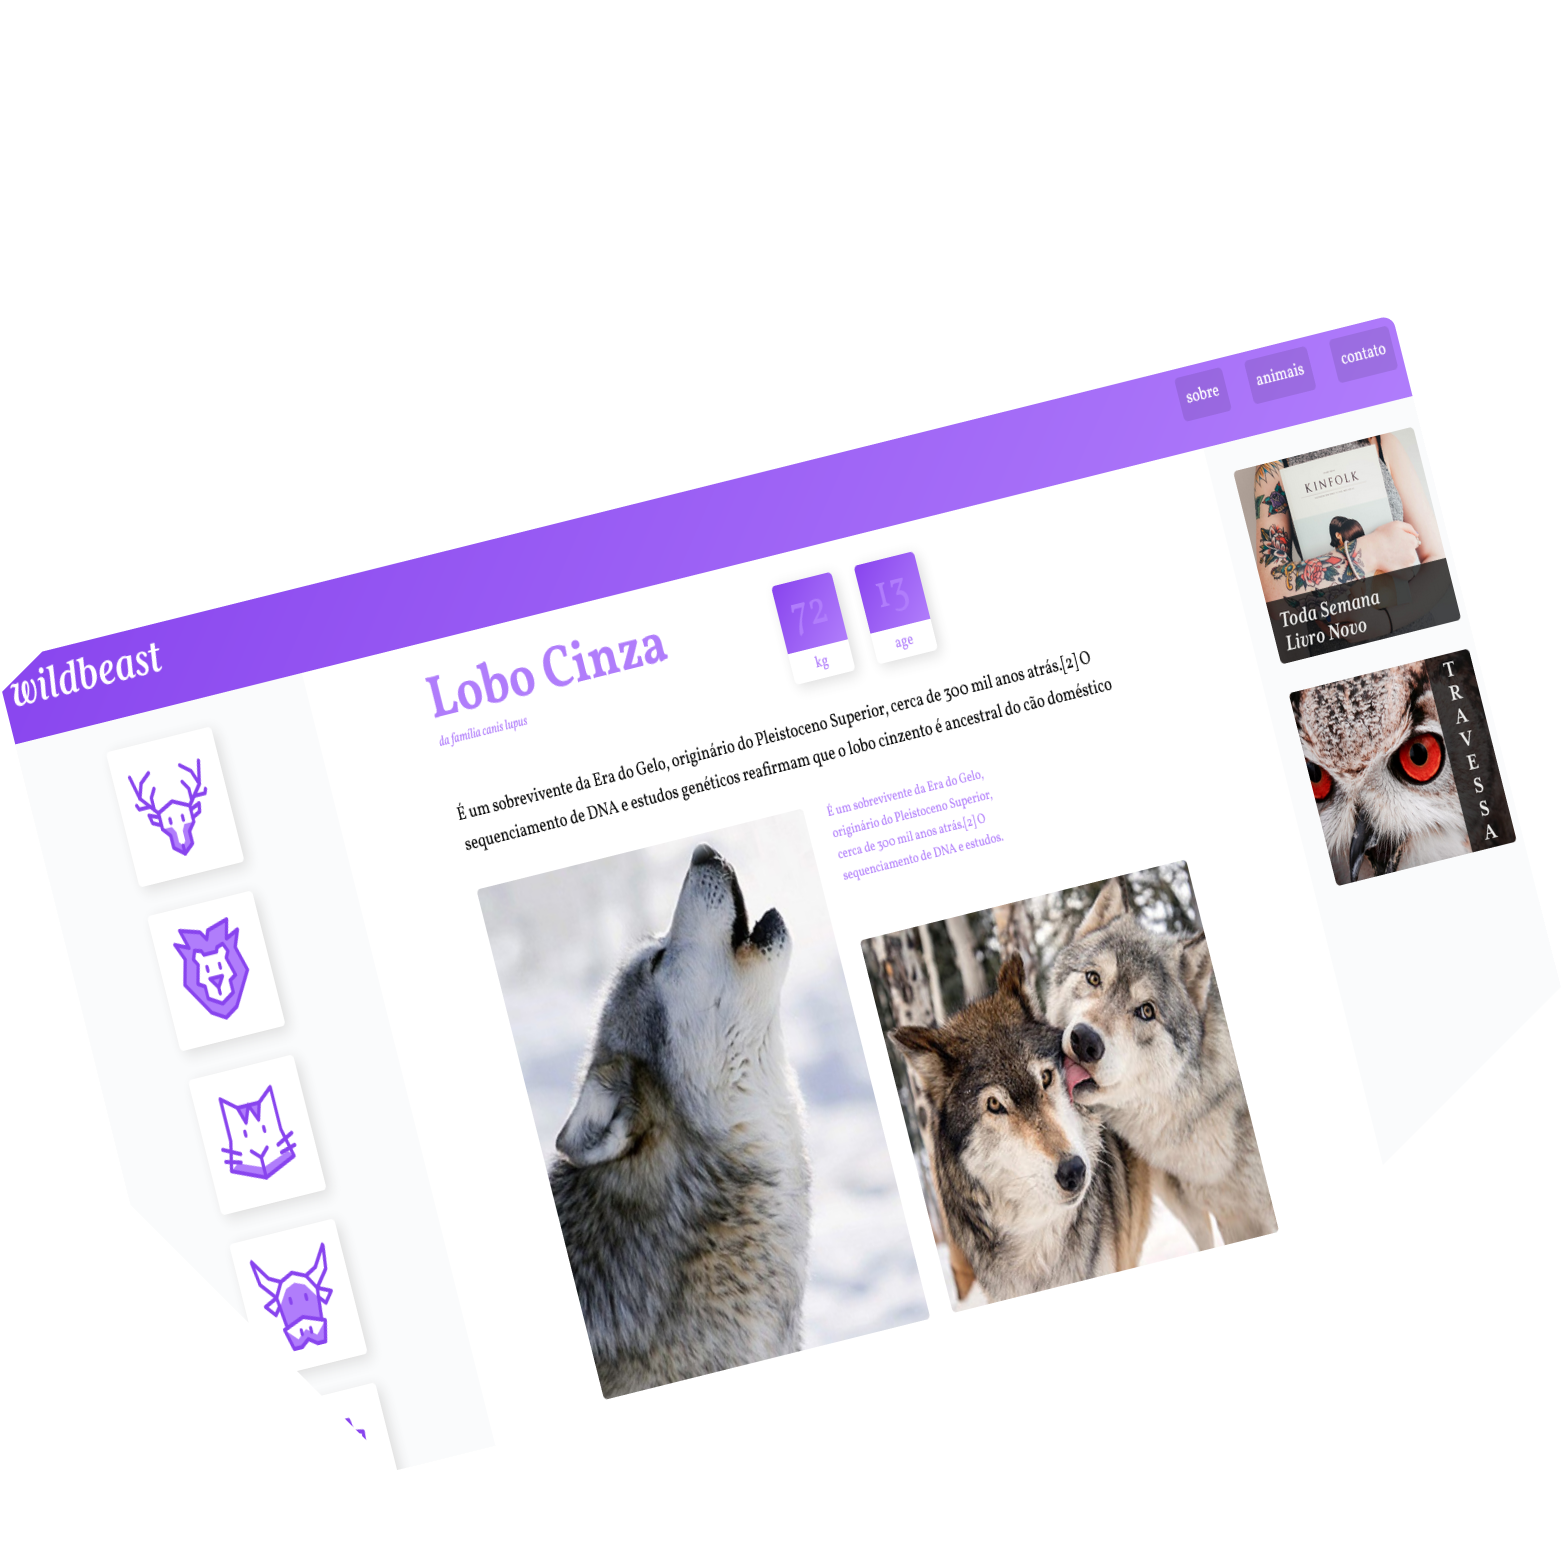 wildbeast
sobre
animais
contato
Lobo Cinza
da família canis lupus
72
kg
13
age
É um sobrevivente da Era do Gelo, originário do Pleistoceno Superior, cerca de 300 mil anos atrás.[2] O
sequenciamento de DNA e estudos genéticos reafirmam que o lobo cinzento é ancestral do cão doméstico
É um sobrevivente da Era do Gelo,
originário do Pleistoceno Superior,
cerca de 300 mil anos atrás.[2] O
sequenciamento de DNA e estudos.
KINFOLK
Toda Semana
Livro Novo
TRAVESSA